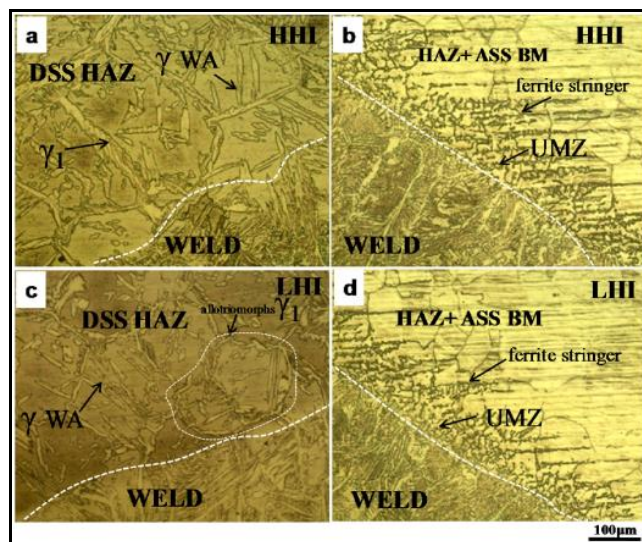 a
HHI
γ WA
DSS HAZ
γ1
WELD
b
HHI
HAZ+ ASS BM
ferrite stringer
UMZ
WELD
c
LHI
DSS HAZ
allotriomorphs γ1
γ WA
WELD
d
LHI
HAZ+ ASS BM
ferrite stringer
UMZ
WELD
100μm